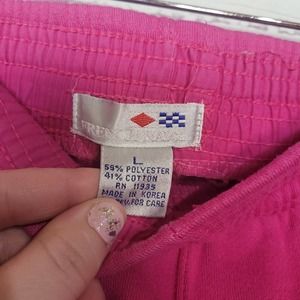 L
59% POLYESTER
41% COTTON
RN 11935
MADE IN KOREA
FOR CARE